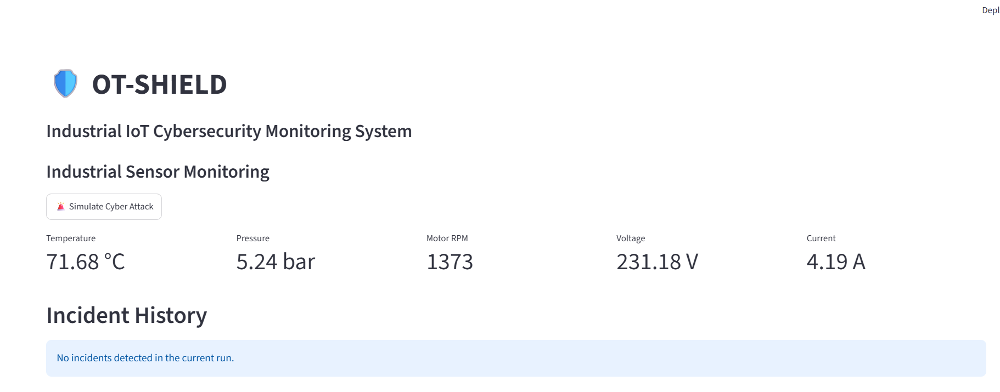 Depl
OT-SHIELD
Industrial IoT Cybersecurity Monitoring System
Industrial Sensor Monitoring
Simulate Cyber Attack
Temperature Pressure Motor RPM Voltage Current
71.68 °C 5.24 bar 1373 231.18 V 4.19 A
Incident History
No incidents detected in the current run.